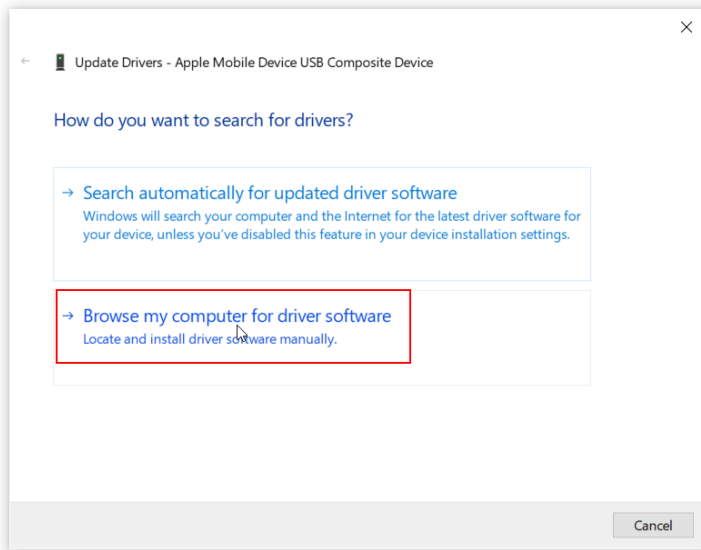 Update Drivers - Apple Mobile Device USB Composite Device
How do you want to search for drivers?
Search automatically for updated driver software
Windows will search your computer and the Internet for the latest driver software for
your device, unless you've disabled this feature in your device installation settings.
Browse my computer for driver software
Locate and install driver software manually.
Cancel